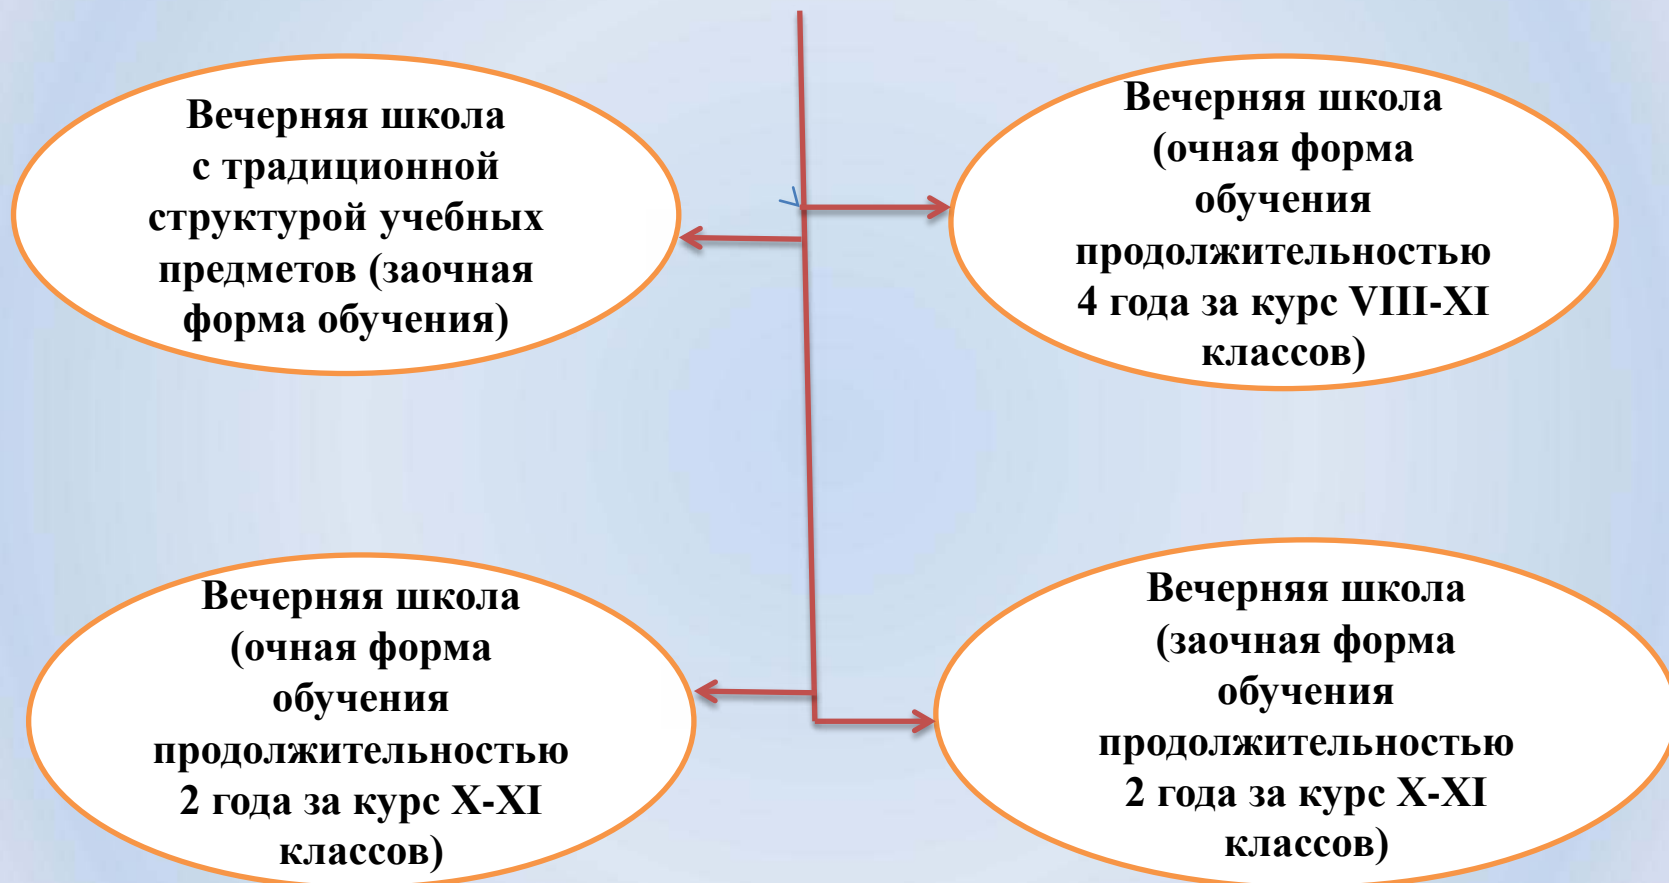 Вечерняя школа
с традиционной
структурой учебных
предметов (заочная
форма обучения)
Вечерняя школа
(очная форма
обучения
продолжительностью
4 года за курс VIII-XI
классов)
Вечерняя школа
(очная форма
обучения
продолжительностью
2 года за курс X-XI
классов)
Вечерняя школа
(заочная форма
обучения
продолжительностью
2 года за курс X-XI
классов)